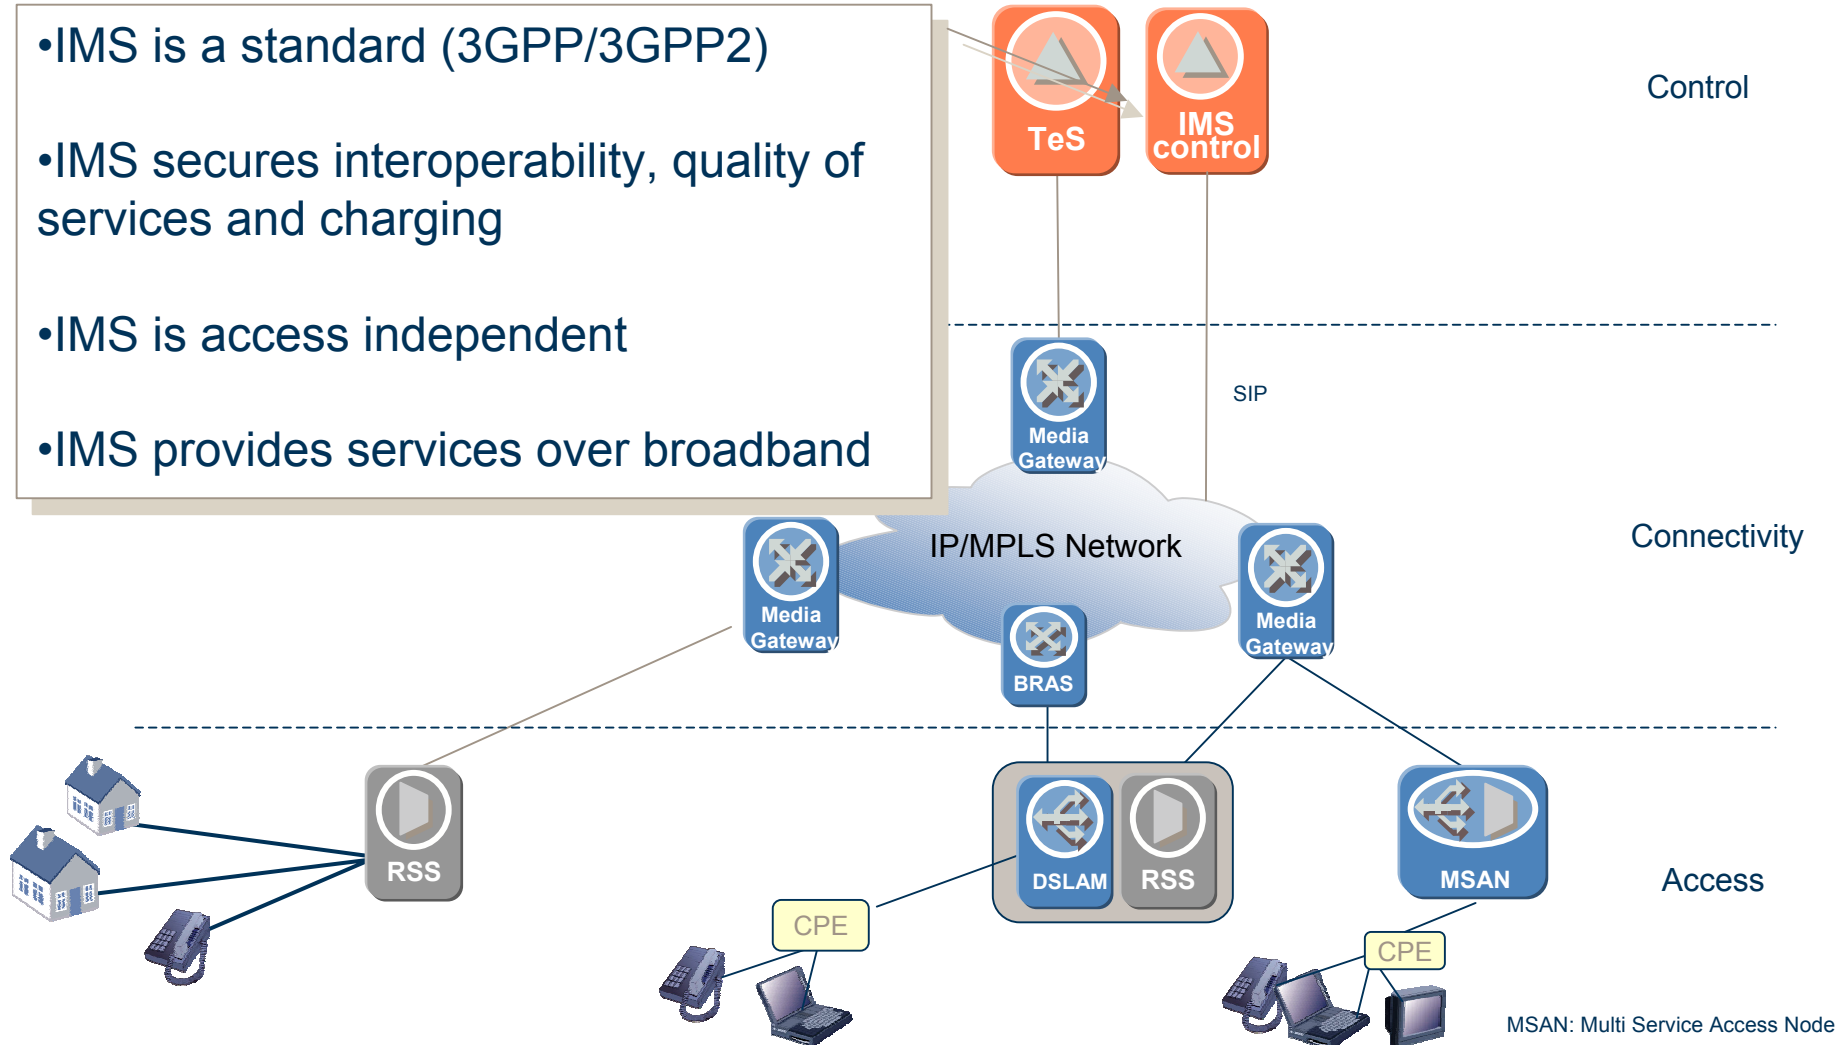 •IMS is a standard (3GPP/3GPP2)
•IMS secures interoperability, quality of
services and charging
•IMS is access independent
•IMS provides services over broadband
TeS
IMS
control
Control
Media
Gateway
SIP
IP/MPLS Network
Connectivity
Media
Gateway
Media
Gateway
BRAS
RSS
DSLAM
RSS
MSAN
Access
CPE
CPE
MSAN: Multi Service Access Node